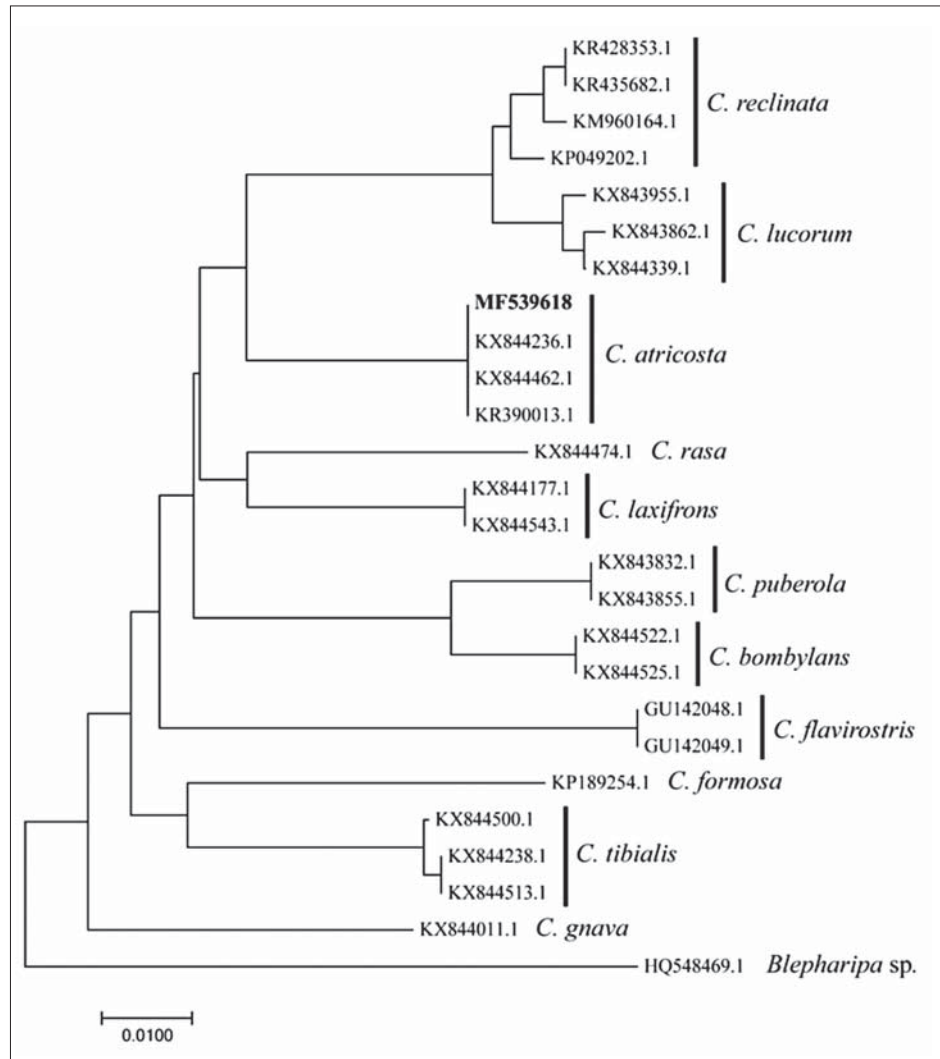 KR428353.1
KR435682.1
C. reclinata
KM960164.1
KP049202.1
KX843955.1
KX843862.1
C. lucorum
KX844339.1
MF539618
KX844236.1
C. atricosta
KX844462.1
KR390013.1
KX844474.1 C. rasa
KX844177.1
C. laxifrons
KX844543.1
KX843832.1
C. puberola
KX843855.1
KX844522.1
C. bombylans
KX844525.1
GU142048.1
C. flavirostris
GU142049.1
KP189254.1 C. formosa
KX844500.1
KX844238.1
C. tibialis
KX844513.1
KX844011.1 C. gnava
HQ548469.1 Blepharipa sp.
0.0100